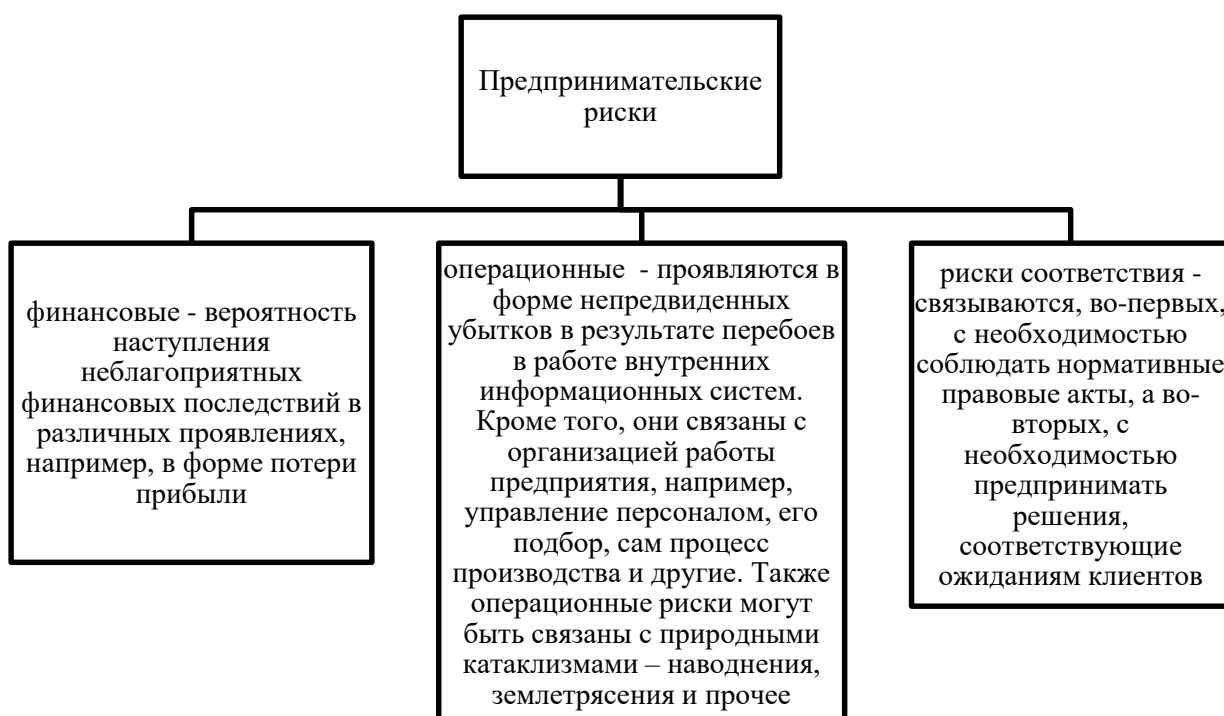 Предпринимательские
риски
финансовые - вероятность
наступления
неблагоприятных
финансовых последствий в
различных проявлениях,
например, в форме потери
прибыли
операционные  - проявляются в
форме непредвиденных
убытков в результате перебоев
в работе внутренних
информационных систем.
Кроме того, они связаны с
организацией работы
предприятия, например,
управление персоналом, его
подбор, сам процесс
производства и другие. Также
операционные риски могут
быть связаны с природными
катаклизмами – наводнения,
землетрясения и прочее
риски соответствия -
связываются, во-первых,
с необходимостью
соблюдать нормативные
правовые акты, а во-
вторых, с
необходимостью
предпринимать
решения,
соответствующие
ожиданиям клиентов